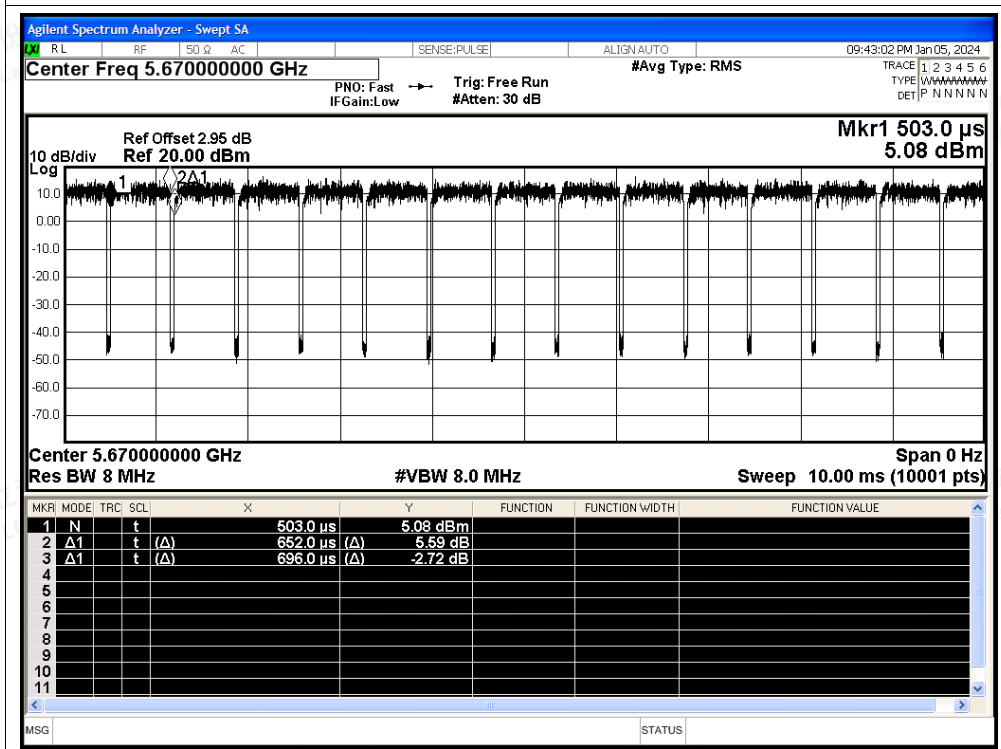 Agilent Spectrum Analyzer - Swept SA
LXI RL RF 50 Ω AC SENSE:PULSE ALIGN AUTO 09:43:02 PM Jan 05, 2024
Center Freq 5.670000000 GHz #Avg Type: RMS TRACE 1 2 3 4 5 6
PNO: Fast Trig: Free Run TYPE WWWWWW
IFGain:Low #Atten: 30 dB DET P N N N N N
Mkr1 503.0 µs
Ref Offset 2.95 dB
10 dB/div Ref 20.00 dBm 5.08 dBm
Log
1 2Δ1
10.0
0.00
-10.0
-20.0
-30.0
-40.0
-50.0
-60.0
-70.0
Center 5.670000000 GHz Span 0 Hz
Res BW 8 MHz #VBW 8.0 MHz Sweep 10.00 ms (10001 pts)
MKR MODE TRC SCL X Y FUNCTION FUNCTION WIDTH FUNCTION VALUE
1 N t 503.0 µs 5.08 dBm
2 Δ1 t (Δ) 652.0 µs (Δ) 5.59 dB
3 Δ1 t (Δ) 696.0 µs (Δ) -2.72 dB
4
5
6
7
8
9
10
11
MSG STATUS